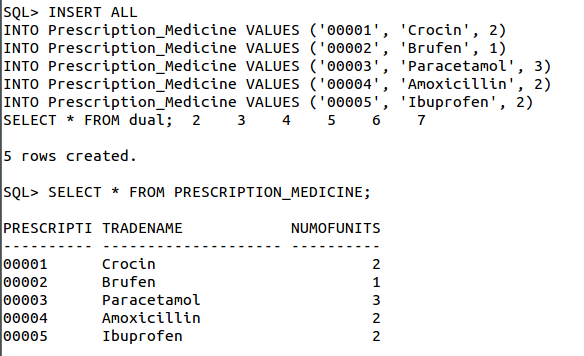 SQL> INSERT ALL
INTO Prescription_Medicine VALUES ('00001', 'Crocin', 2)
INTO Prescription_Medicine VALUES ('00002', 'Brufen', 1)
INTO Prescription_Medicine VALUES ('00003', 'Paracetamol', 3)
INTO Prescription_Medicine VALUES ('00004', 'Amoxicillin', 2)
INTO Prescription_Medicine VALUES ('00005', 'Ibuprofen', 2)
SELECT * FROM dual;  2    3    4    5    6    7

5 rows created.

SQL> SELECT * FROM PRESCRIPTION_MEDICINE;

PRESCRIPTI TRADENAME            NUMOFUNITS
---------- -------------------- ----------
00001      Crocin                        2
00002      Brufen                        1
00003      Paracetamol                   3
00004      Amoxicillin                   2
00005      Ibuprofen                     2